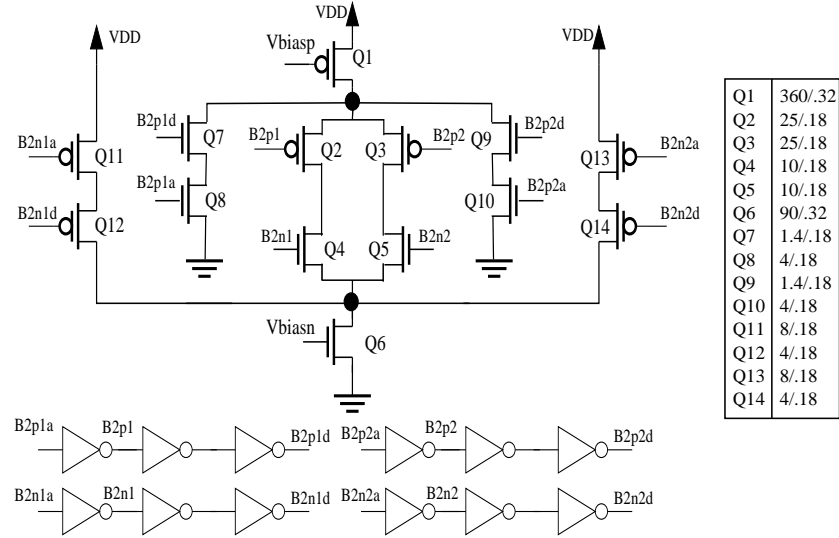 VDD
Vbiasp
Q1
VDD
VDD
B2p1d
Q7
B2p1
Q2
Q3
B2p2
Q9
B2p2d
B2n1a
Q11
B2p1a
Q8
Q10
B2p2a
Q13
B2n2a
B2n1d
Q12
B2n1
Q4
Q5
B2n2
Q14
B2n2d
Vbiasn
Q6
Q1 360/.32
Q2 25/.18
Q3 25/.18
Q4 10/.18
Q5 10/.18
Q6 90/.32
Q7 1.4/.18
Q8 4/.18
Q9 1.4/.18
Q10 4/.18
Q11 8/.18
Q12 4/.18
Q13 8/.18
Q14 4/.18
B2p1a B2p1 B2p1d B2p2a B2p2 B2p2d
B2n1a B2n1 B2n1d B2n2a B2n2 B2n2d